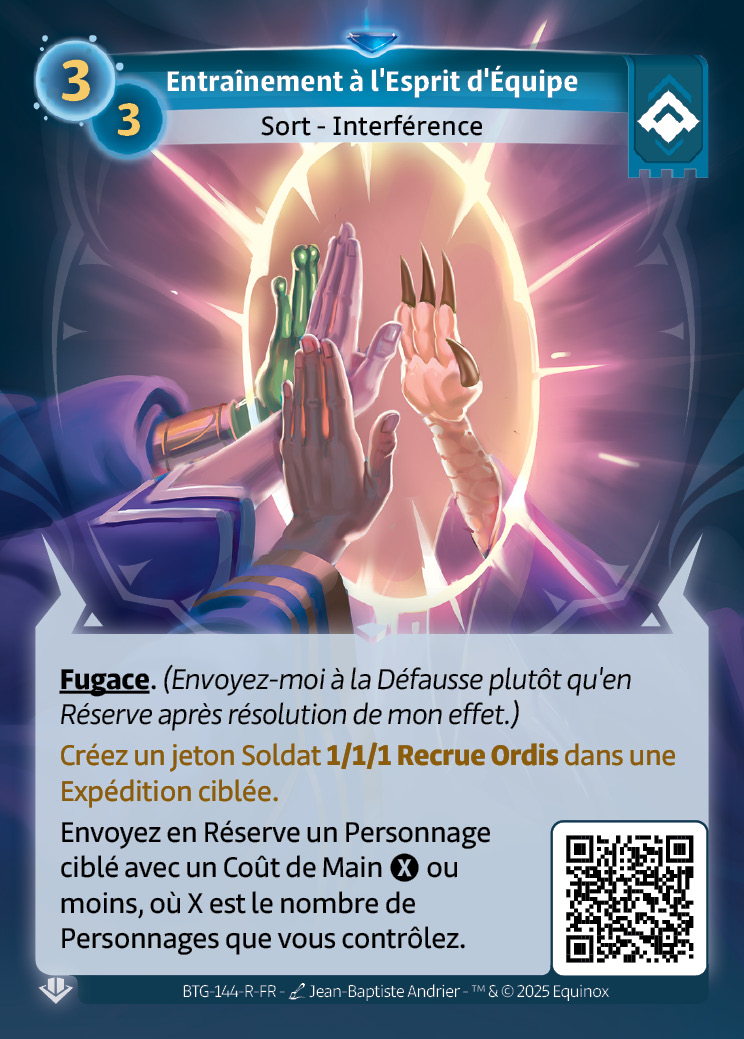 3
Entraînement à l'Esprit d'Équipe
3
Sort - Interférence
Fugace. (Envoyez-moi à la Défausse plutôt qu'en
Réserve après résolution de mon effet.)
Créez un jeton Soldat 1/1/1 Recrue Ordis dans une
Expédition ciblée.
Envoyez en Réserve un Personnage
ciblé avec un Coût de Main X ou
moins, où X est le nombre de
Personnages que vous contrôlez.
BTG-144-R-FR - Jean-Baptiste Andrier - ™ & © 2025 Equinox